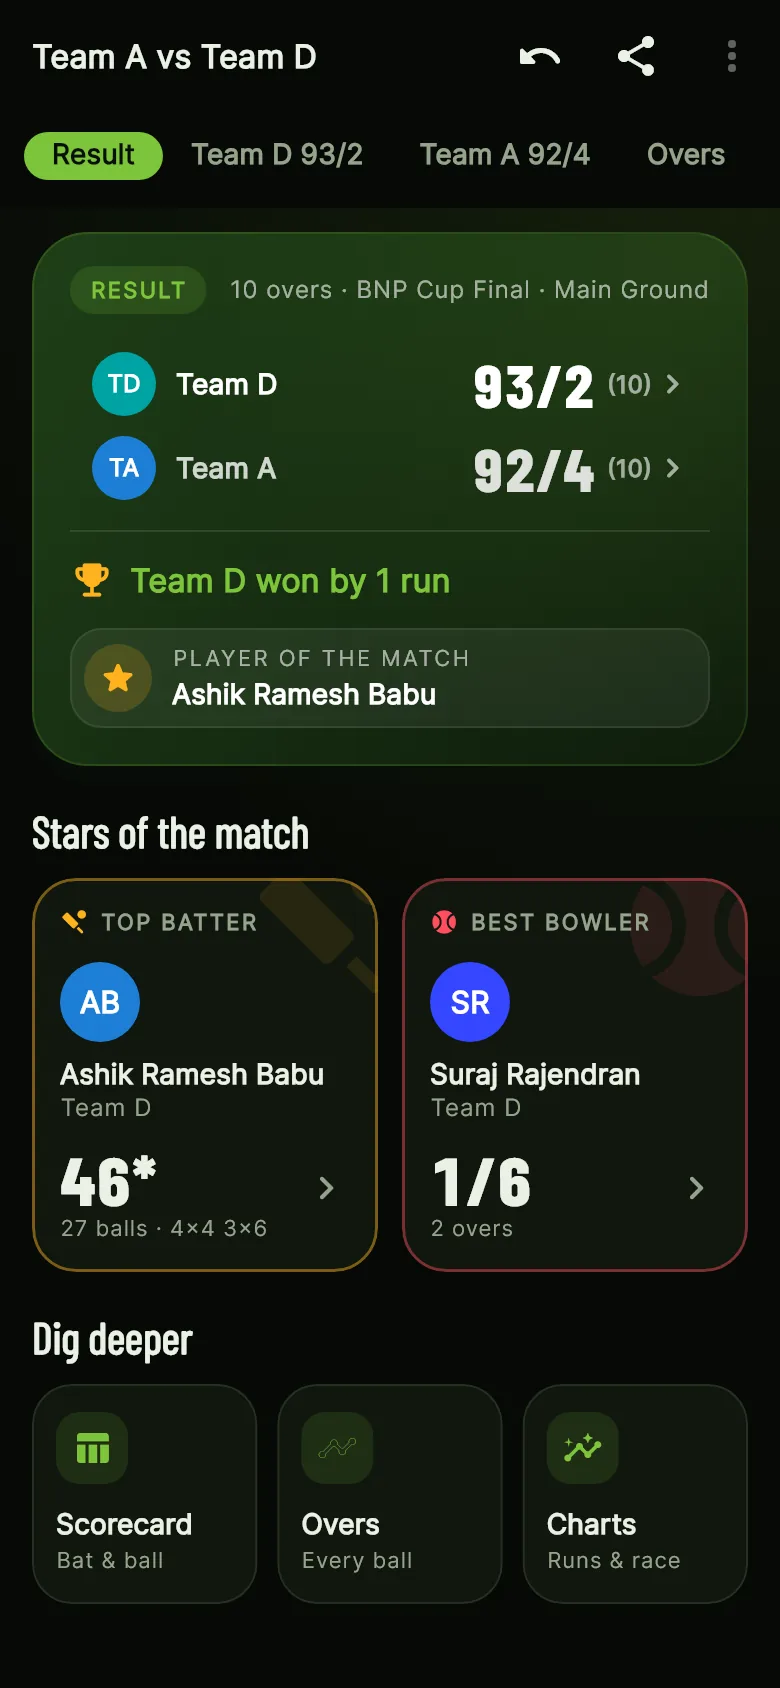 Team A vs Team D
Result Team D 93/2 Team A 92/4 Overs
RESULT 10 overs · BNP Cup Final · Main Ground
TD Team D 93/2 (10)
TA Team A 92/4 (10)
Team D won by 1 run
PLAYER OF THE MATCH
Ashik Ramesh Babu
Stars of the match
TOP BATTER
AB
Ashik Ramesh Babu
Team D
46*
27 balls · 4×4 3×6
BEST BOWLER
SR
Suraj Rajendran
Team D
1/6
2 overs
Dig deeper
Scorecard
Bat & ball
Overs
Every ball
Charts
Runs & race